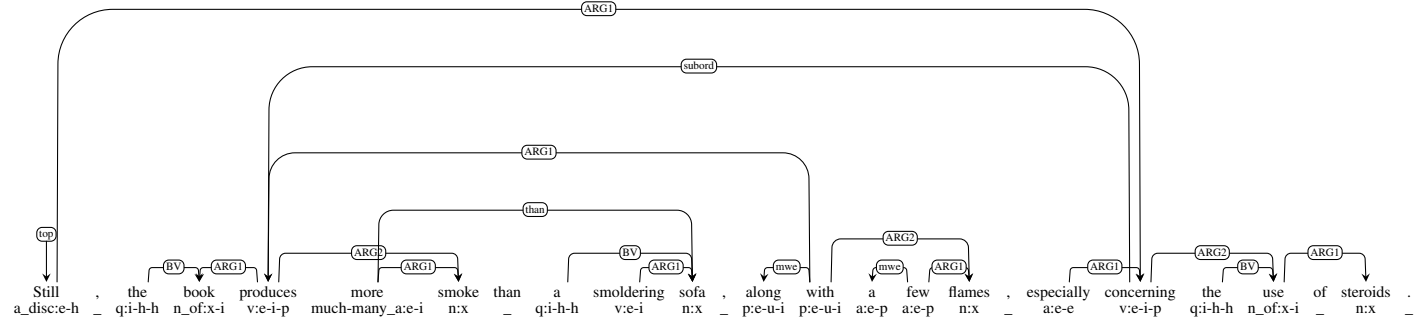 ARG1
subord
ARG1
than
top
ARG2
BV
ARG2 ARG2
BV ARG1 ARG1 ARG1 mwe mwe ARG1 ARG1 BV ARG1
Still , the book produces more smoke than a smoldering sofa , along with a few flames , especially concerning the use of steroids .
a_disc:e-h _ q:i-h-h n_of:x-i v:e-i-p much-many_a:e-i n:x _ q:i-h-h v:e-i n:x _ p:e-u-i p:e-u-i a:e-p a:e-p n:x _ a:e-e v:e-i-p q:i-h-h n_of:x-i _ n:x _